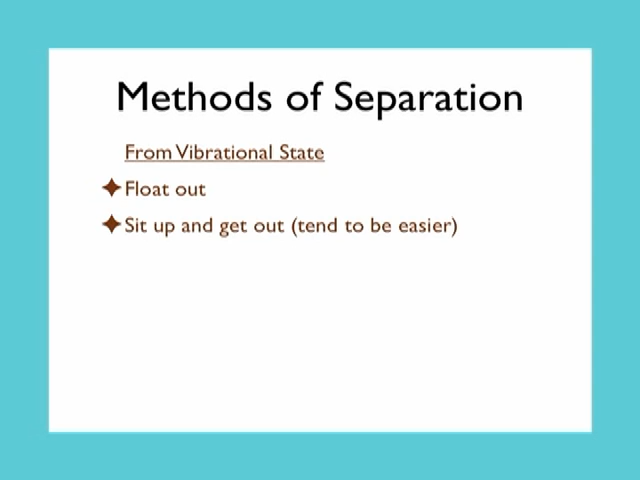 Methods of Separation
From Vibrational State
Float out
Sit up and get out (tend to be easier)